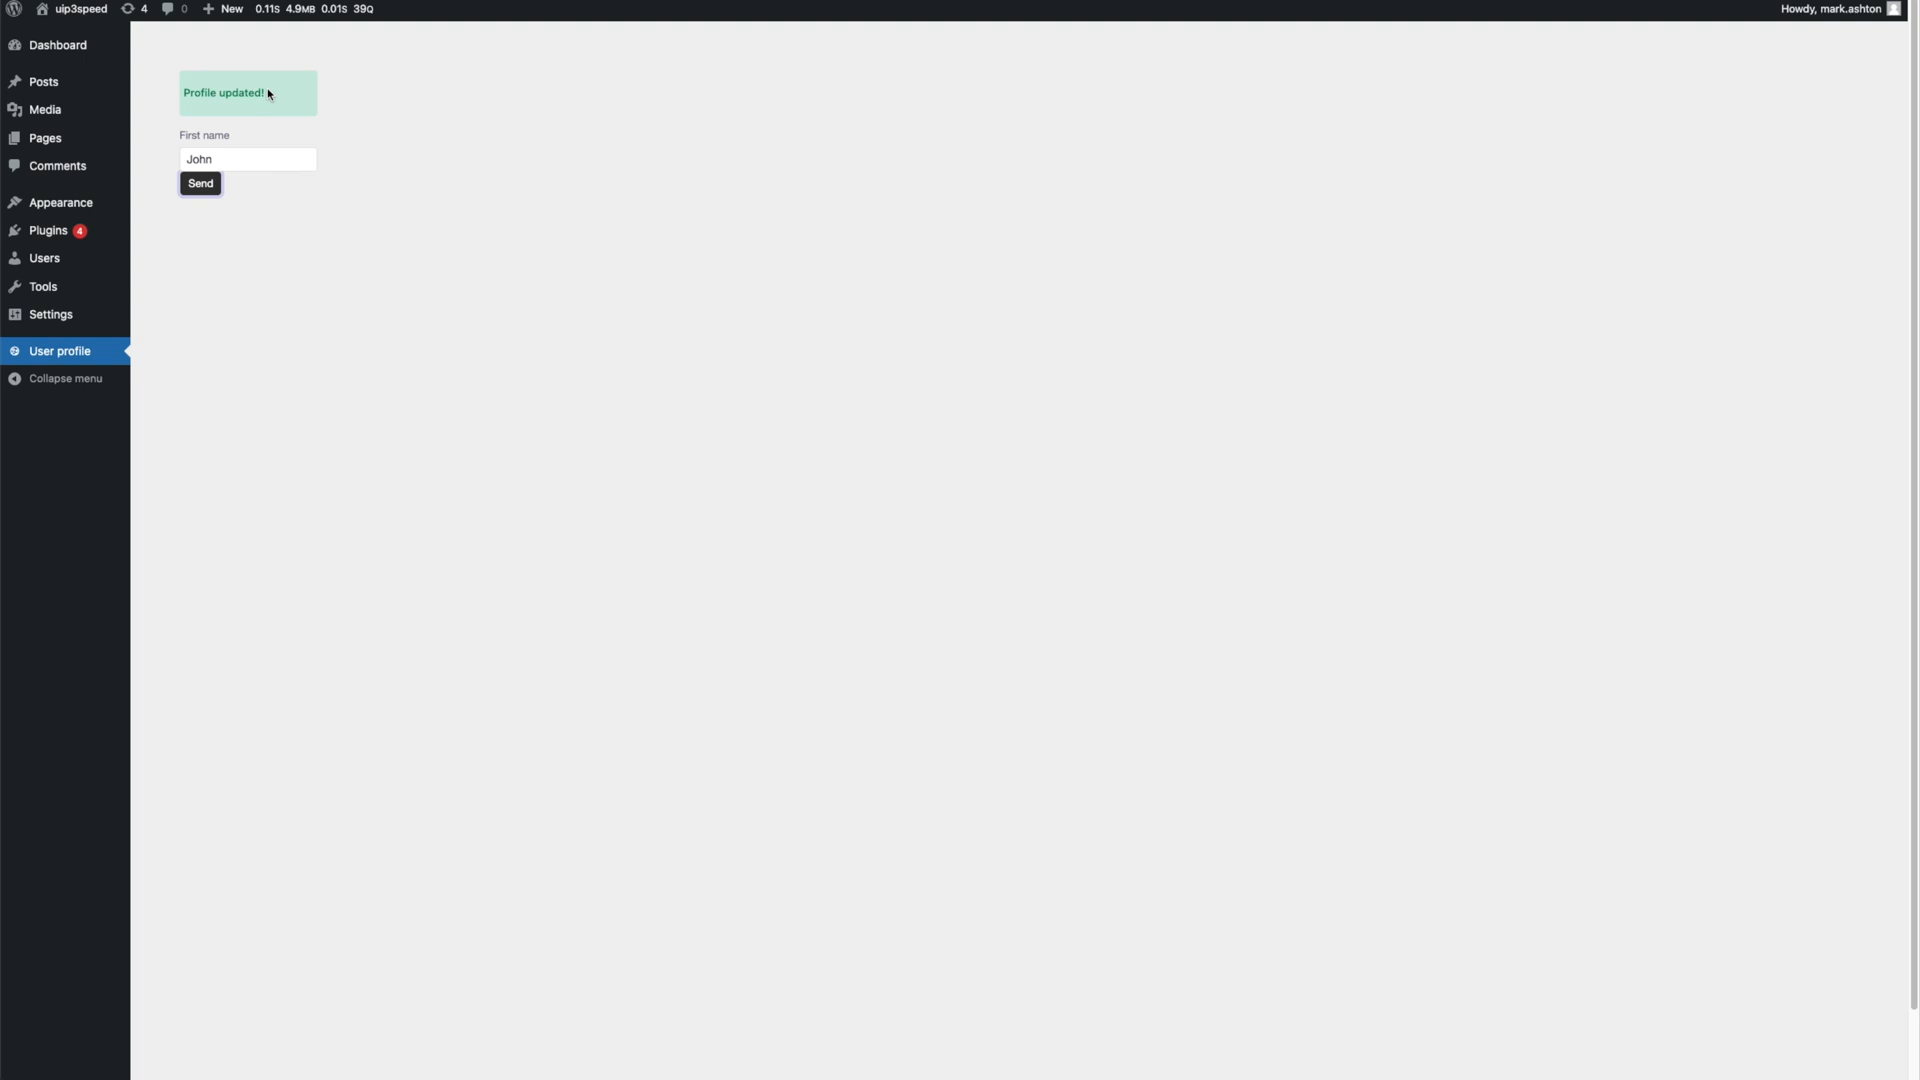 uip3speed 4 0 New 0.11S 4.9MB 0.01S 39Q Howdy, mark.ashton
Dashboard
Posts
Media
Pages
Comments
Appearance
Plugins 4
Users
Tools
Settings
User profile
Collapse menu
Profile updated!
First name
John
Send